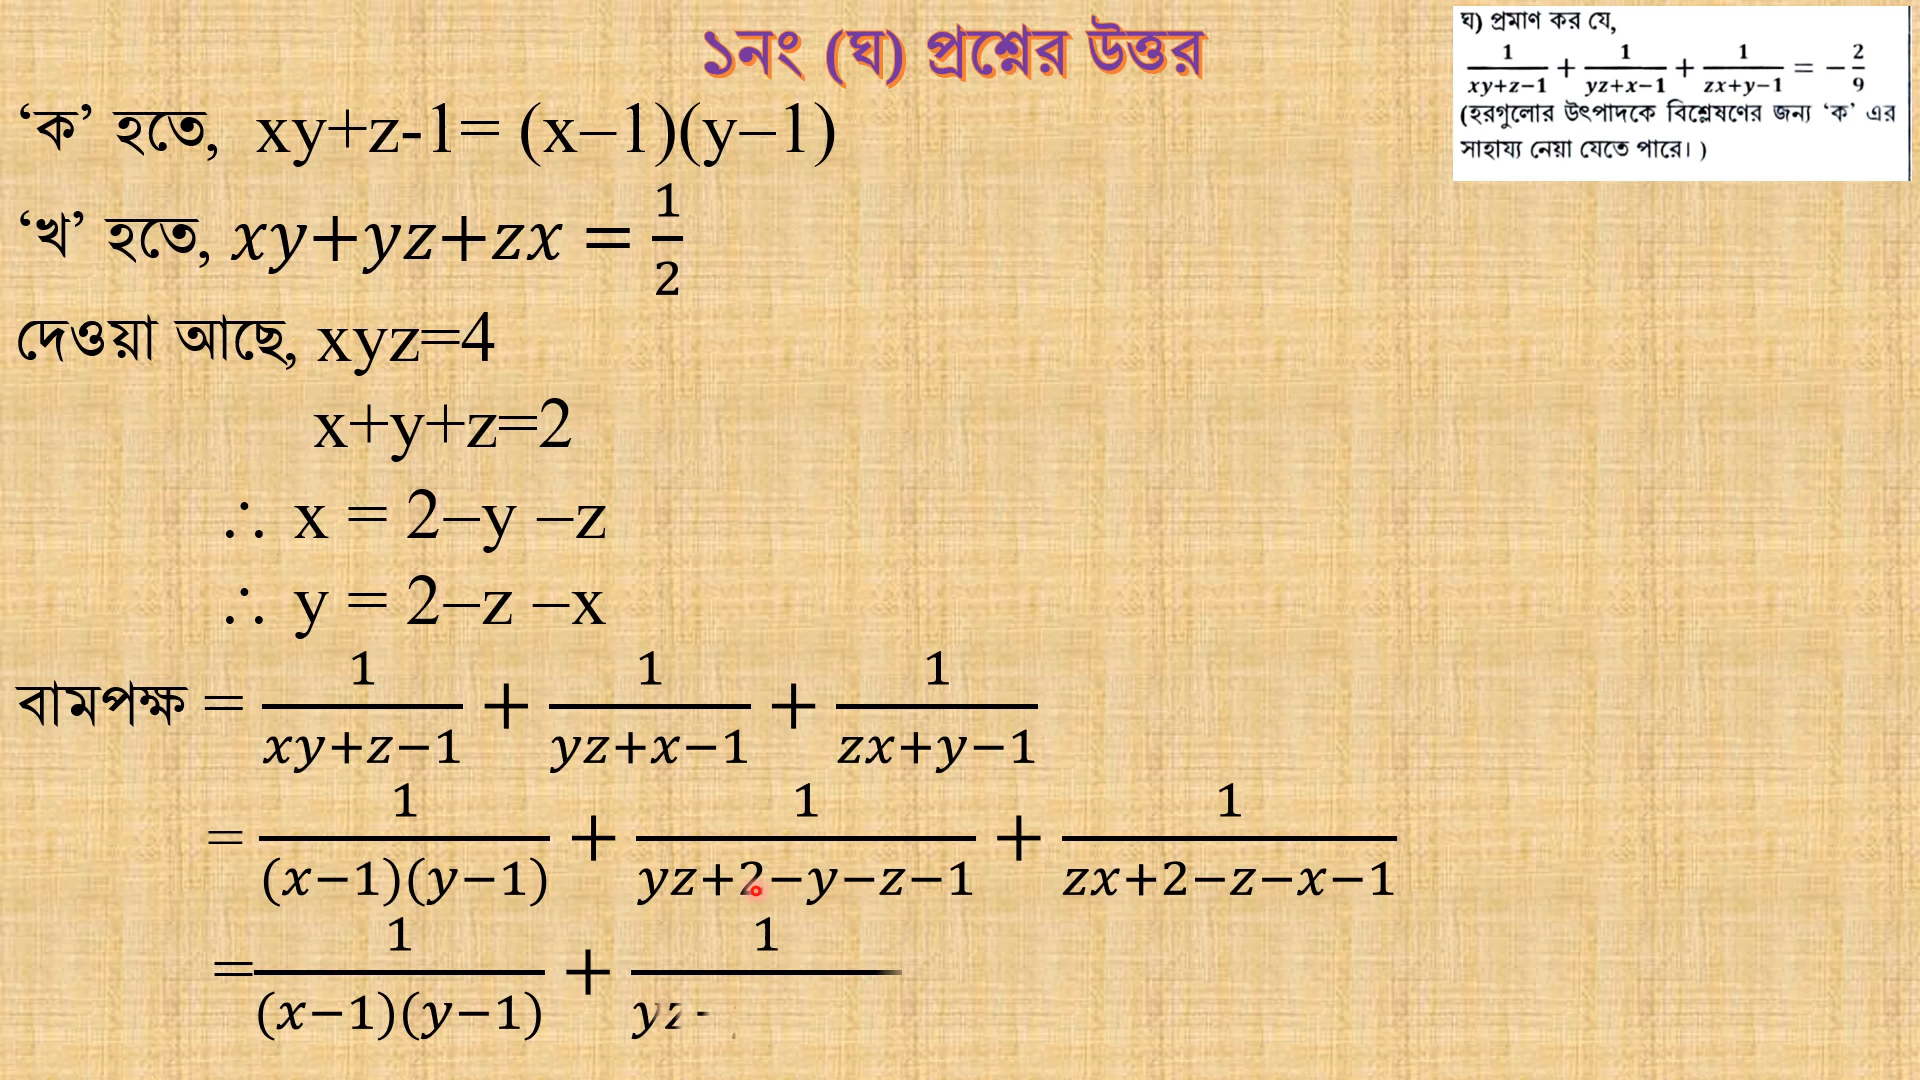 ১নং (ঘ) প্রশ্নের উত্তর
ঘ) প্রমাণ কর যে,
1/(xy+z−1) + 1/(yz+x−1) + 1/(zx+y−1) = −2/9
(হরগুলোর উৎপাদকে বিশ্লেষণের জন্য ‘ক’ এর
সাহায্য নেয়া যেতে পারে। )
‘ক’ হতে, xy+z-1= (x–1)(y–1)
‘খ’ হতে, xy+yz+zx = 1/2
দেওয়া আছে, xyz=4
x+y+z=2
∴ x = 2–y –z
∴ y = 2–z –x
বামপক্ষ = 1/(xy+z−1) + 1/(yz+x−1) + 1/(zx+y−1)
= 1/((x−1)(y−1)) + 1/(yz+2−y−z−1) + 1/(zx+2−z−x−1)
= 1/((x−1)(y−1)) + 1/(yz-